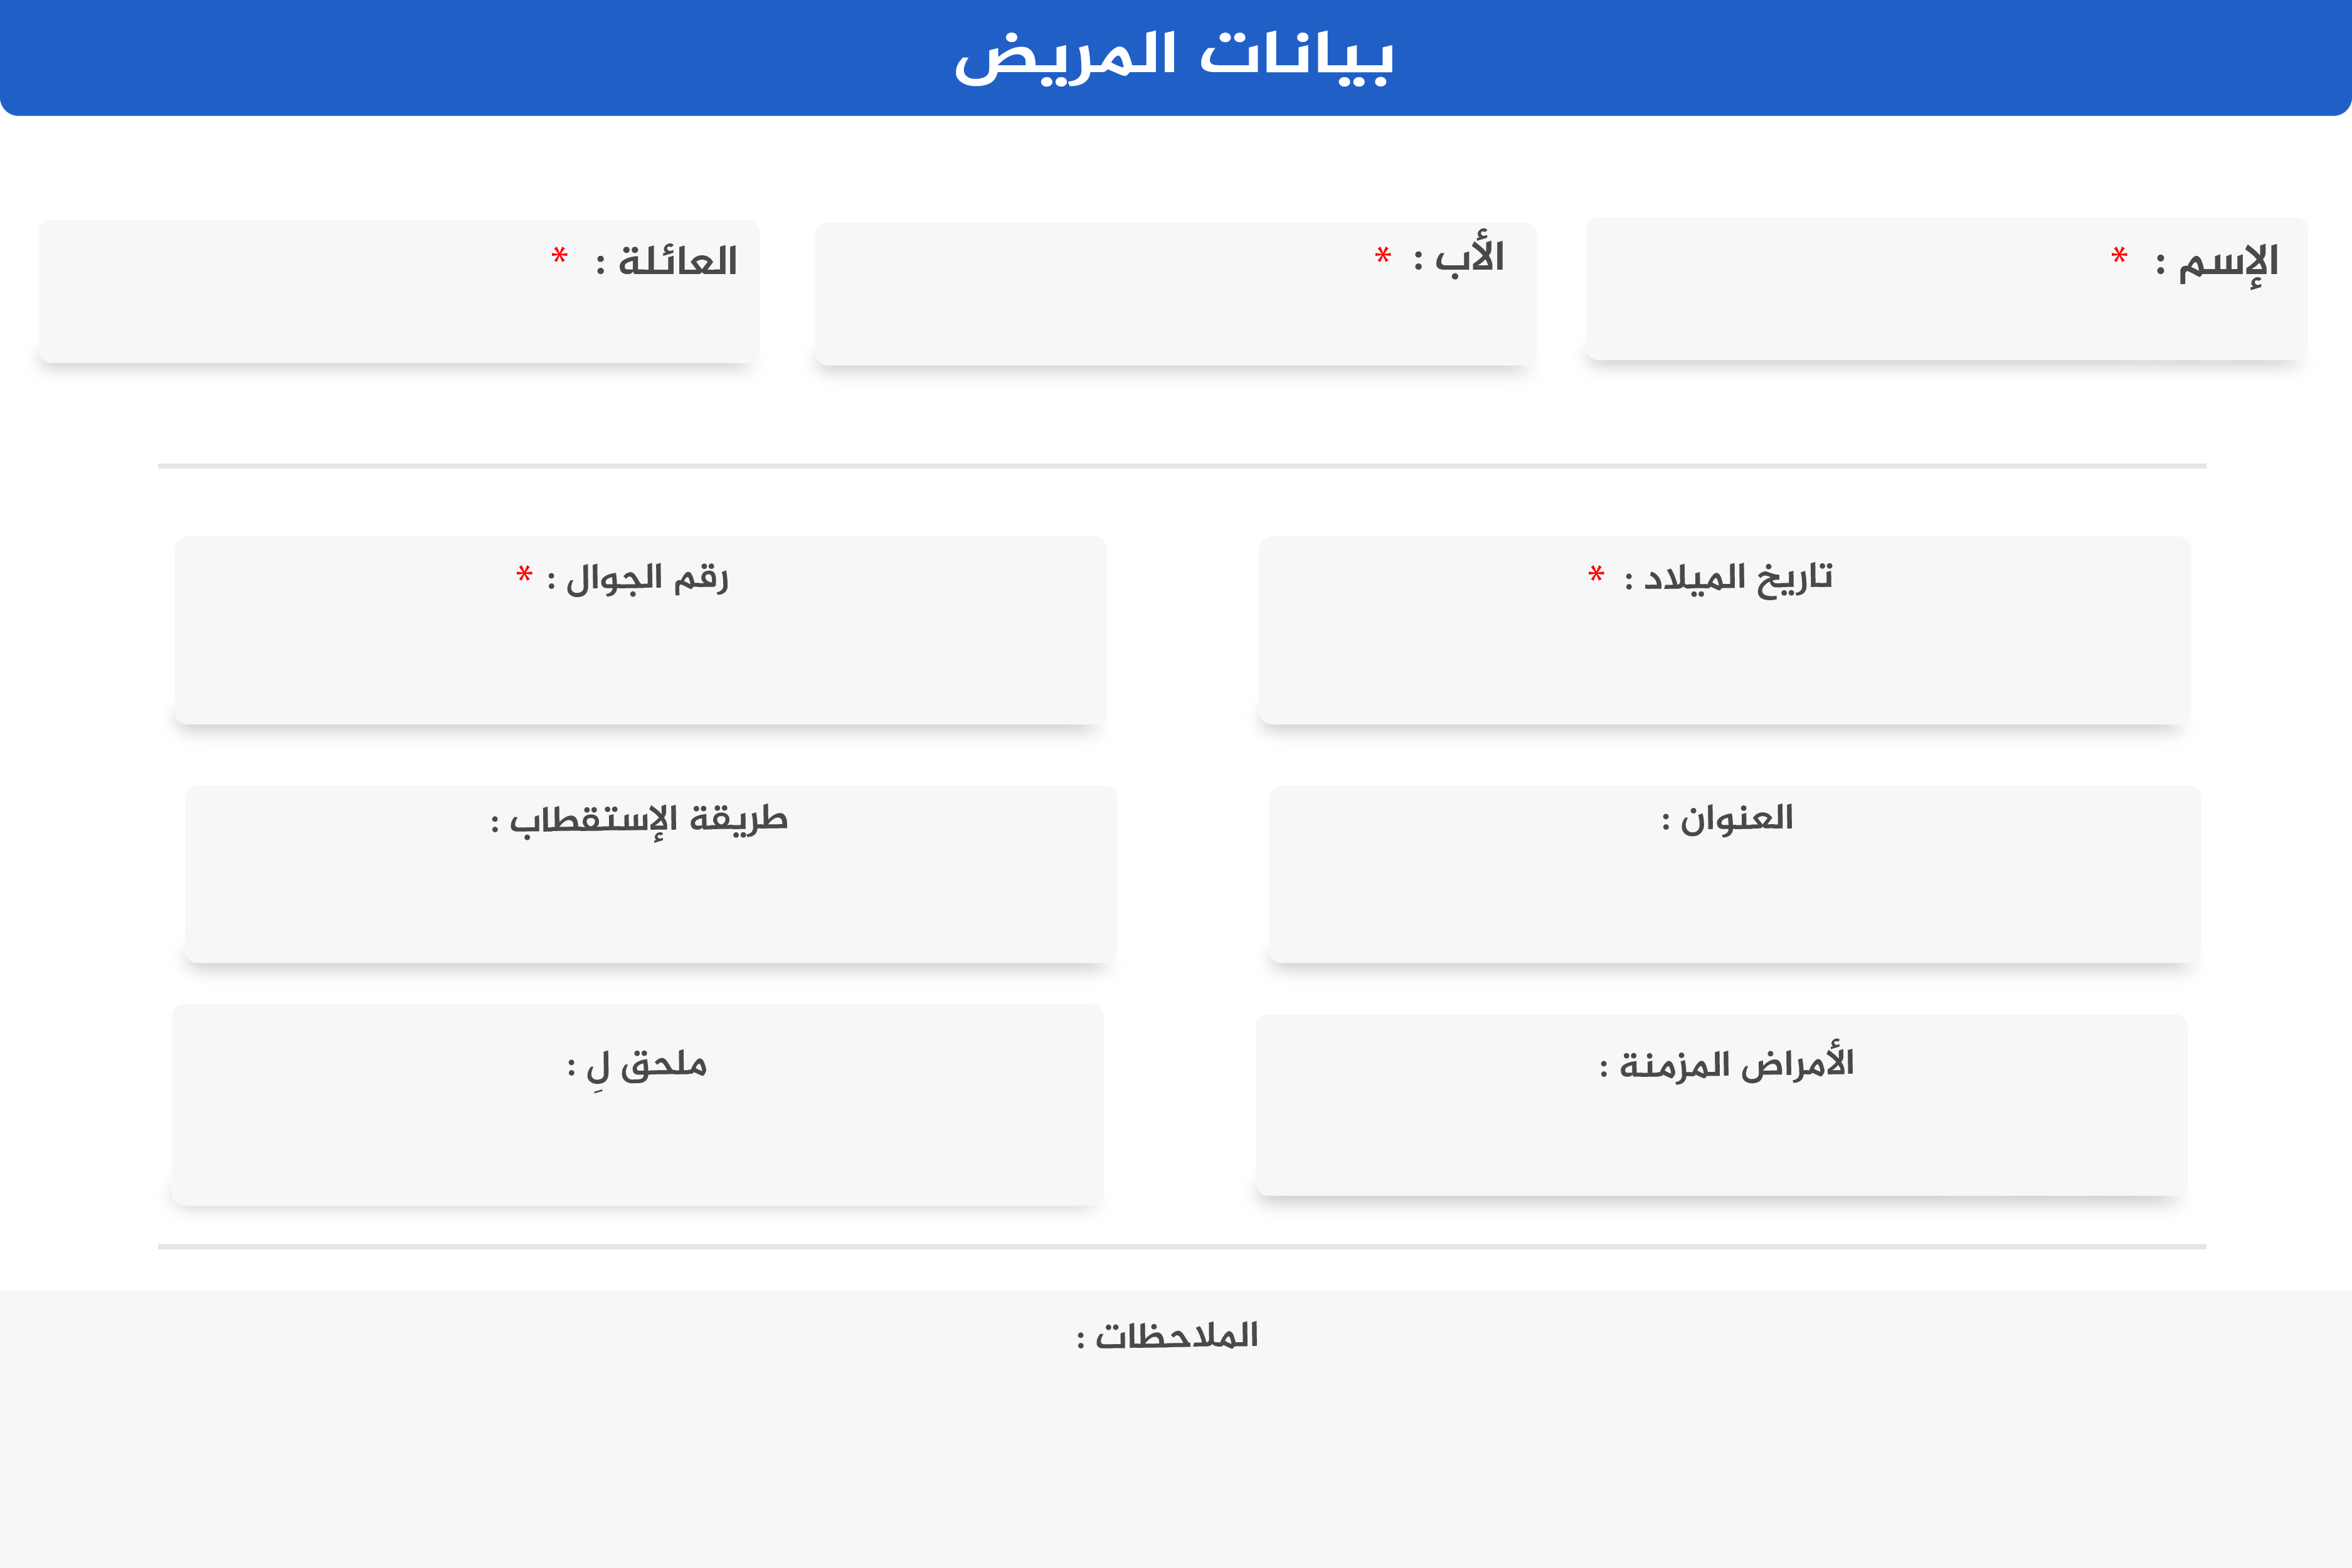 بيانات المريض
الإسم : *
الأب : *
العائلة : *
تاريخ الميلاد : *
رقم الجوال : *
العنوان :
طريقة الإستقطاب :
الأمراض المزمنة :
ملحق لِ :
الملاحظات :